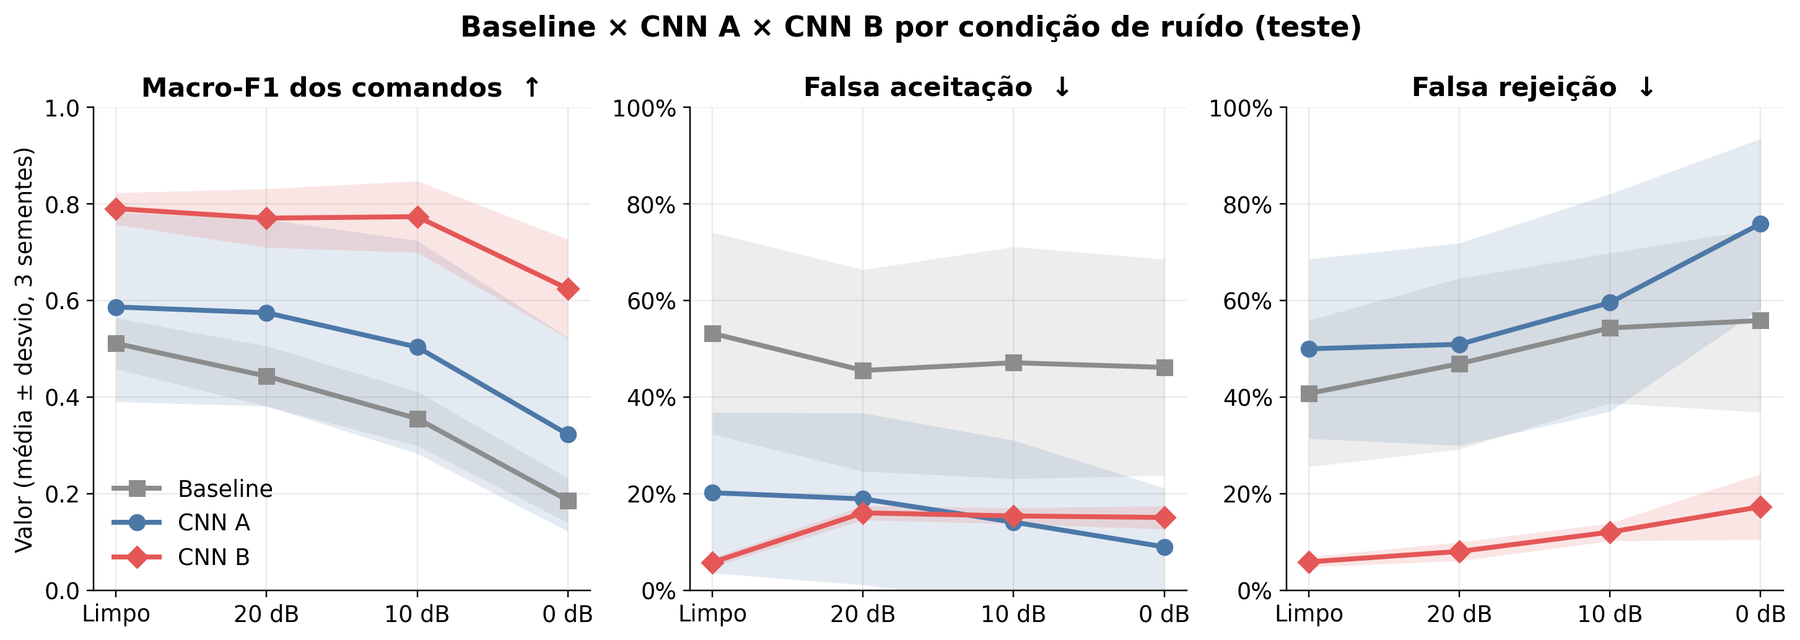 Baseline × CNN A × CNN B por condição de ruído (teste)
Macro-F1 dos comandos ↑
Valor (média ± desvio, 3 sementes)
1.0
0.8
0.6
0.4
0.2
0.0
Baseline
CNN A
CNN B
Limpo
20 dB
10 dB
0 dB
Falsa aceitação ↓
100%
80%
60%
40%
20%
0%
Limpo
20 dB
10 dB
0 dB
Falsa rejeição ↓
100%
80%
60%
40%
20%
0%
Limpo
20 dB
10 dB
0 dB